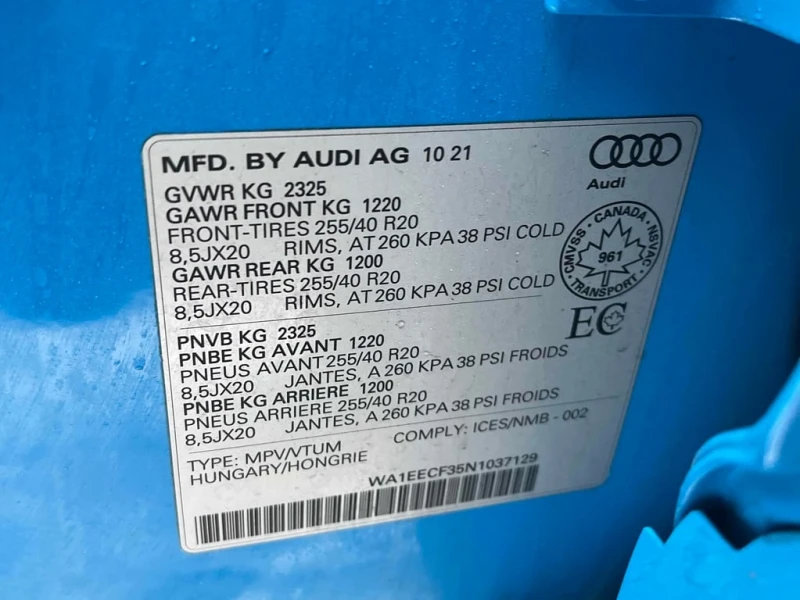 MFD. BY AUDI AG 10 21
Audi
GVWR KG 2325
GAWR FRONT KG 1220
FRONT-TIRES 255/40 R20
8,5JX20 RIMS, AT 260 KPA 38 PSI COLD
GAWR REAR KG 1200
REAR-TIRES 255/40 R20
8,5JX20 RIMS, AT 260 KPA 38 PSI COLD
CMVSS · CANADA · NSVAC · TRANSPORT ·
961
EC
PNVB KG 2325
PNBE KG AVANT 1220
PNEUS AVANT 255/40 R20
8,5JX20 JANTES, A 260 KPA 38 PSI FROIDS
PNBE KG ARRIERE 1200
PNEUS ARRIERE 255/40 R20
8,5JX20 JANTES, A 260 KPA 38 PSI FROIDS
TYPE: MPV/VTUM COMPLY: ICES/NMB - 002
HUNGARY/HONGRIE
WA1EECF35N1037129